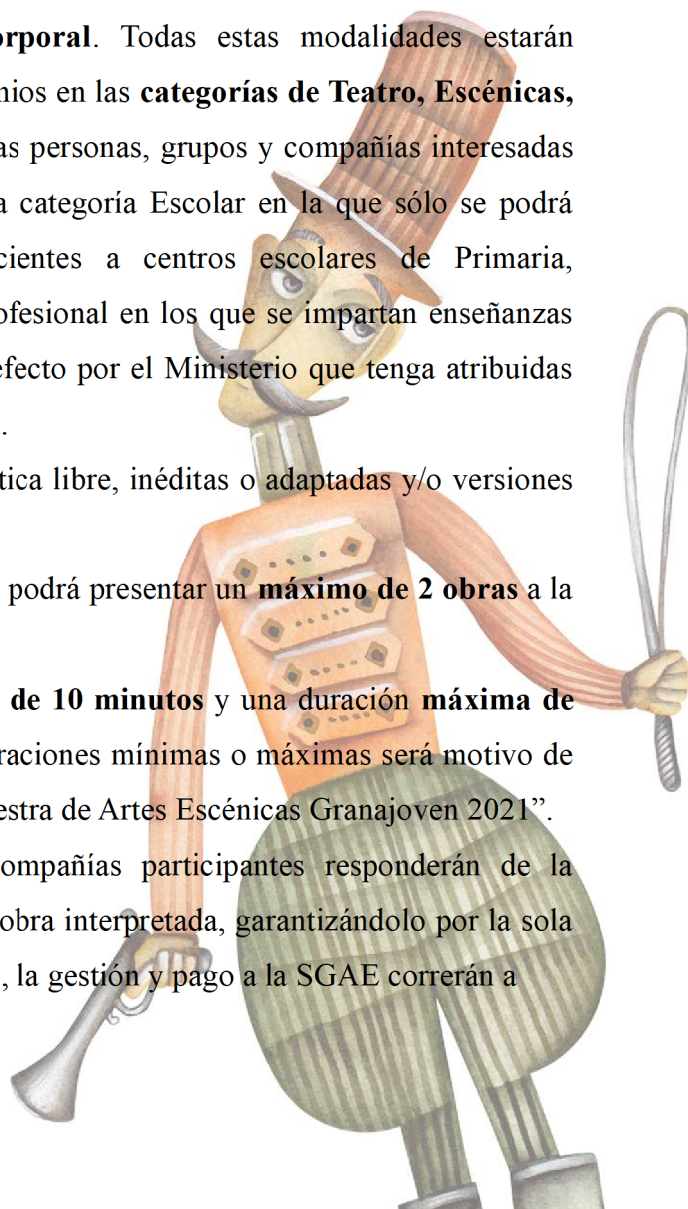 orporal. Todas estas modalidades estarán
nios en las categorías de Teatro, Escénicas,
as personas, grupos y compañías interesadas
a categoría Escolar en la que sólo se podrá
cientes a centros escolares de Primaria,
ofesional en los que se impartan enseñanzas
efecto por el Ministerio que tenga atribuidas
.
tica libre, inéditas o adaptadas y/o versiones
podrá presentar un máximo de 2 obras a la
de 10 minutos y una duración máxima de
raciones mínimas o máximas será motivo de
estra de Artes Escénicas Granajoven 2021”.
ompañías participantes responderán de la
obra interpretada, garantizándolo por la sola
, la gestión y pago a la SGAE correrán a